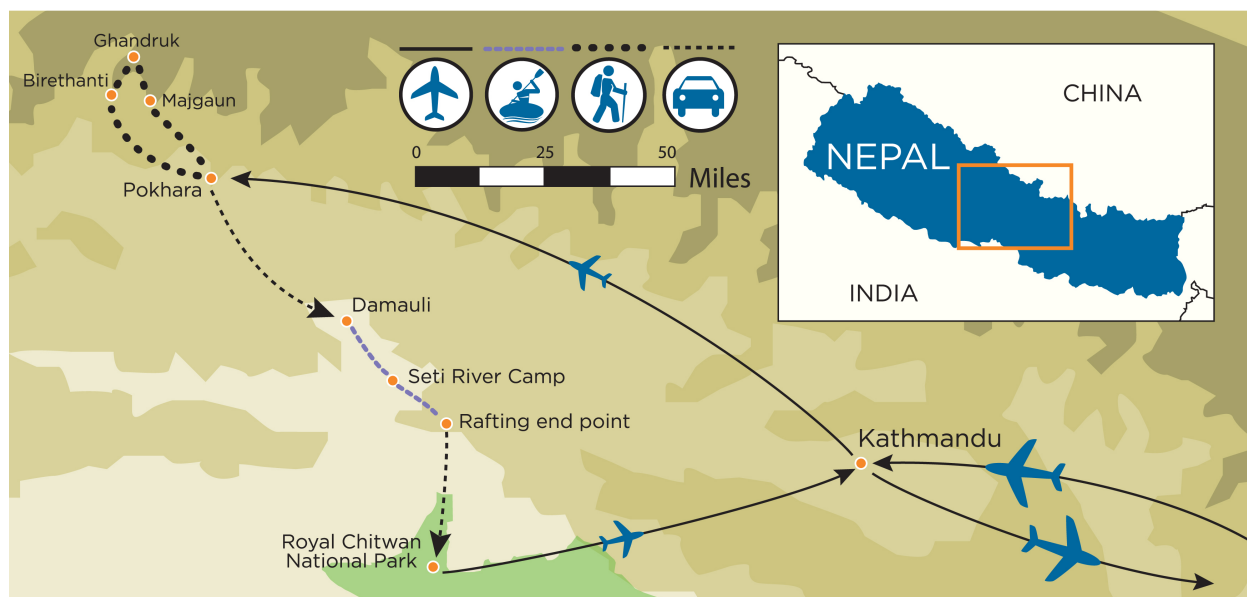 Ghandruk
Birethanti
Majgaun
Pokhara
0 25 50
Miles
CHINA
NEPAL
INDIA
Damauli
Seti River Camp
Rafting end point
Kathmandu
Royal Chitwan
National Park